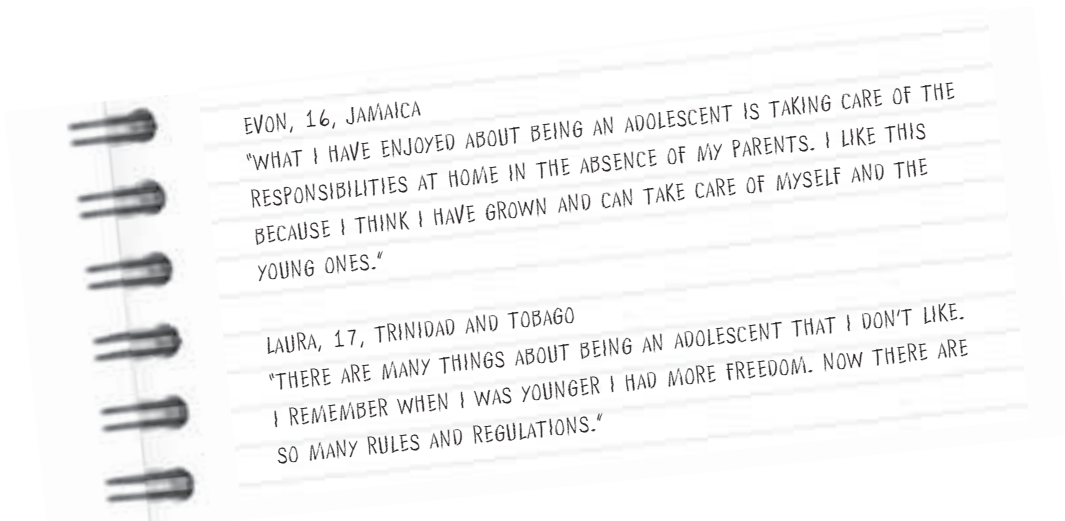 EVON, 16, JAMAICA
"WHAT I HAVE ENJOYED ABOUT BEING AN ADOLESCENT IS TAKING CARE OF THE
RESPONSIBILITIES AT HOME IN THE ABSENCE OF MY PARENTS. I LIKE THIS
BECAUSE I THINK I HAVE GROWN AND CAN TAKE CARE OF MYSELF AND THE
YOUNG ONES."
LAURA, 17, TRINIDAD AND TOBAGO
"THERE ARE MANY THINGS ABOUT BEING AN ADOLESCENT THAT I DON'T LIKE.
I REMEMBER WHEN I WAS YOUNGER I HAD MORE FREEDOM. NOW THERE ARE
SO MANY RULES AND REGULATIONS."